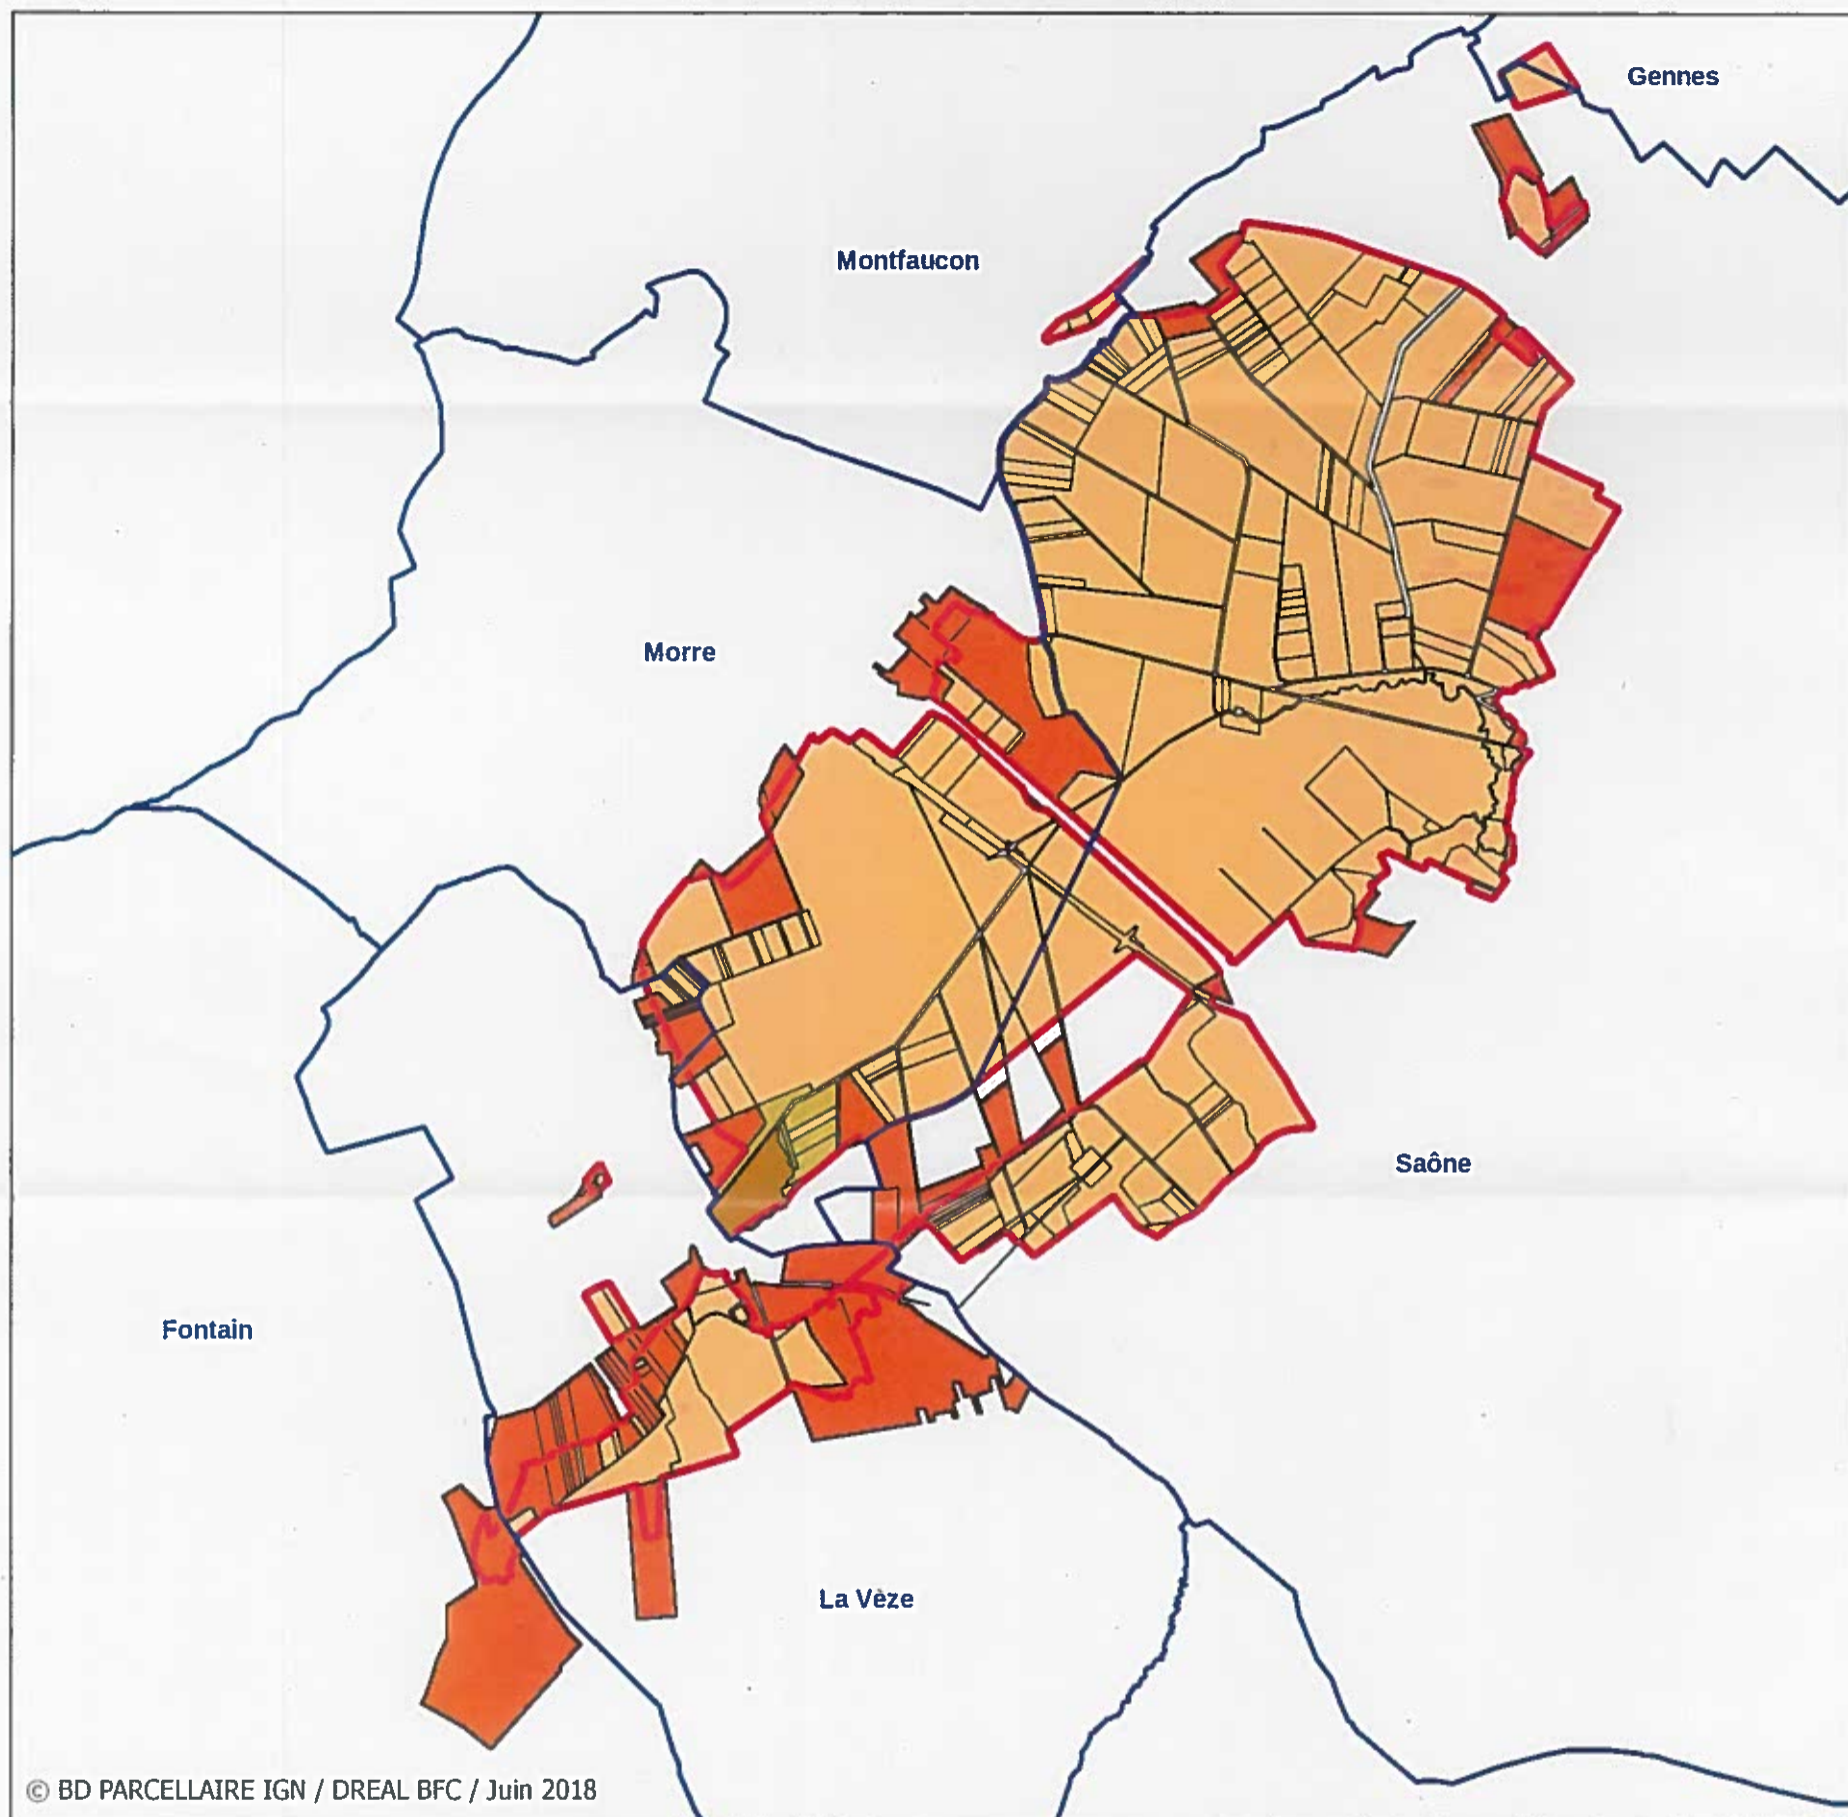 Gennes
Montfaucon
Morre
Saône
Fontain
La Vèze
© BD PARCELLAIRE IGN / DREAL BFC / Juin 2018